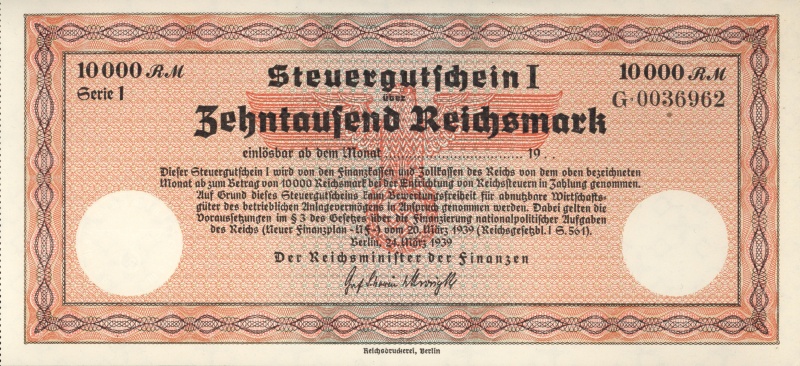 10 000 RM
Steuergutschein I
10 000 RM
Serie I
über
G·0036962
Zehntausend Reichsmark
einlösbar ab dem Monat .......... 19 . .
Dieser Steuergutschein I wird von den Finanzkassen und Zollkassen des Reichs von dem oben bezeichneten
Monat ab zum Betrag von 10 000 Reichsmark bei der Entrichtung von Reichsteuern in Zahlung genommen.
Auf Grund dieses Steuergutscheins kann Bewertungsfreiheit für abnutzbare Wirtschafts-
güter des betrieblichen Anlagevermögens in Anspruch genommen werden. Dabei gelten die
Voraussetzungen im § 3 des Gesetzes über die Finanzierung nationalpolitischer Aufgaben
des Reichs (Neuer Finanzplan - NF -) vom 20. März 1939 (Reichsgesetzbl. I S. 561).
Berlin, 24. März 1939
Der Reichsminister der Finanzen
Reichsdruckerei, Berlin